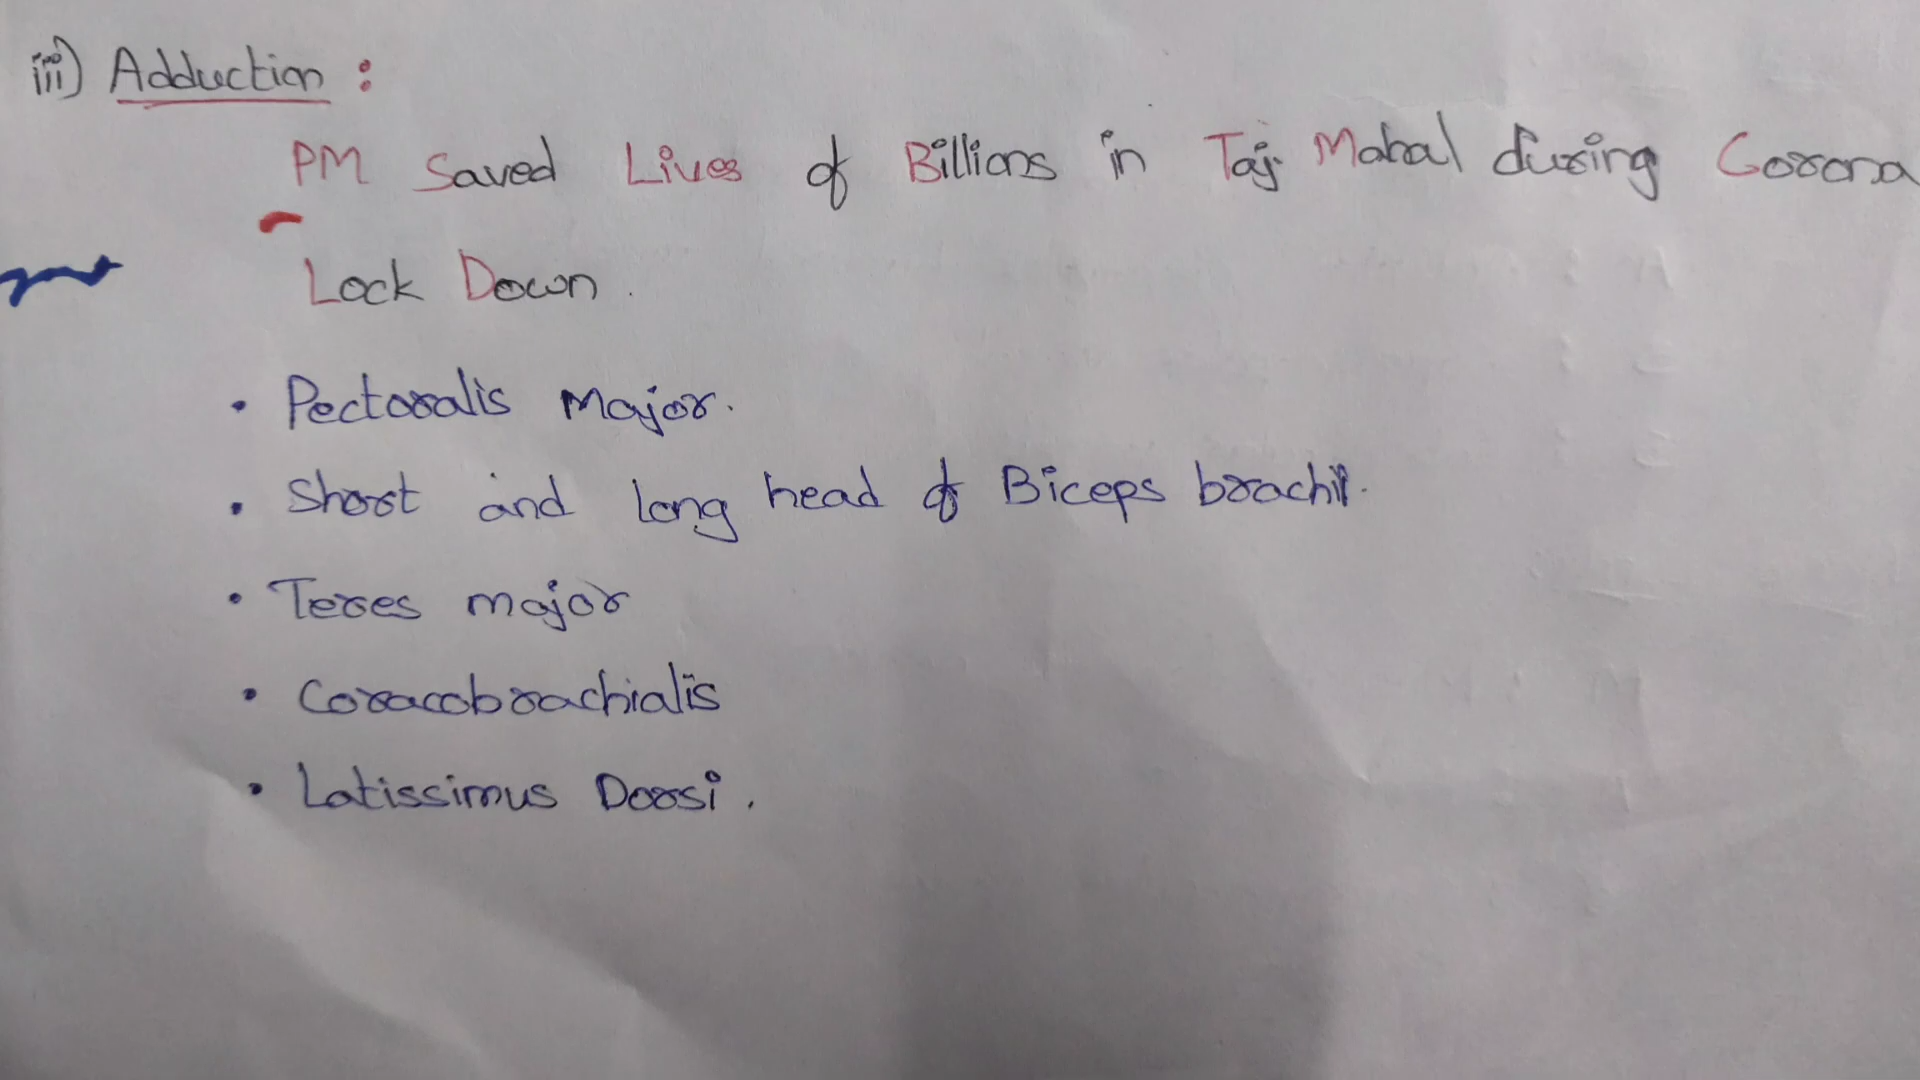 iii) Adduction :
PM Saved Lives of Billions in Taj Mahal during Corona
Lock Down.
• Pectoralis Major.
• Short and long head of Biceps brachii.
• Teres major
• Coracobrachialis
• Latissimus Dorsi.